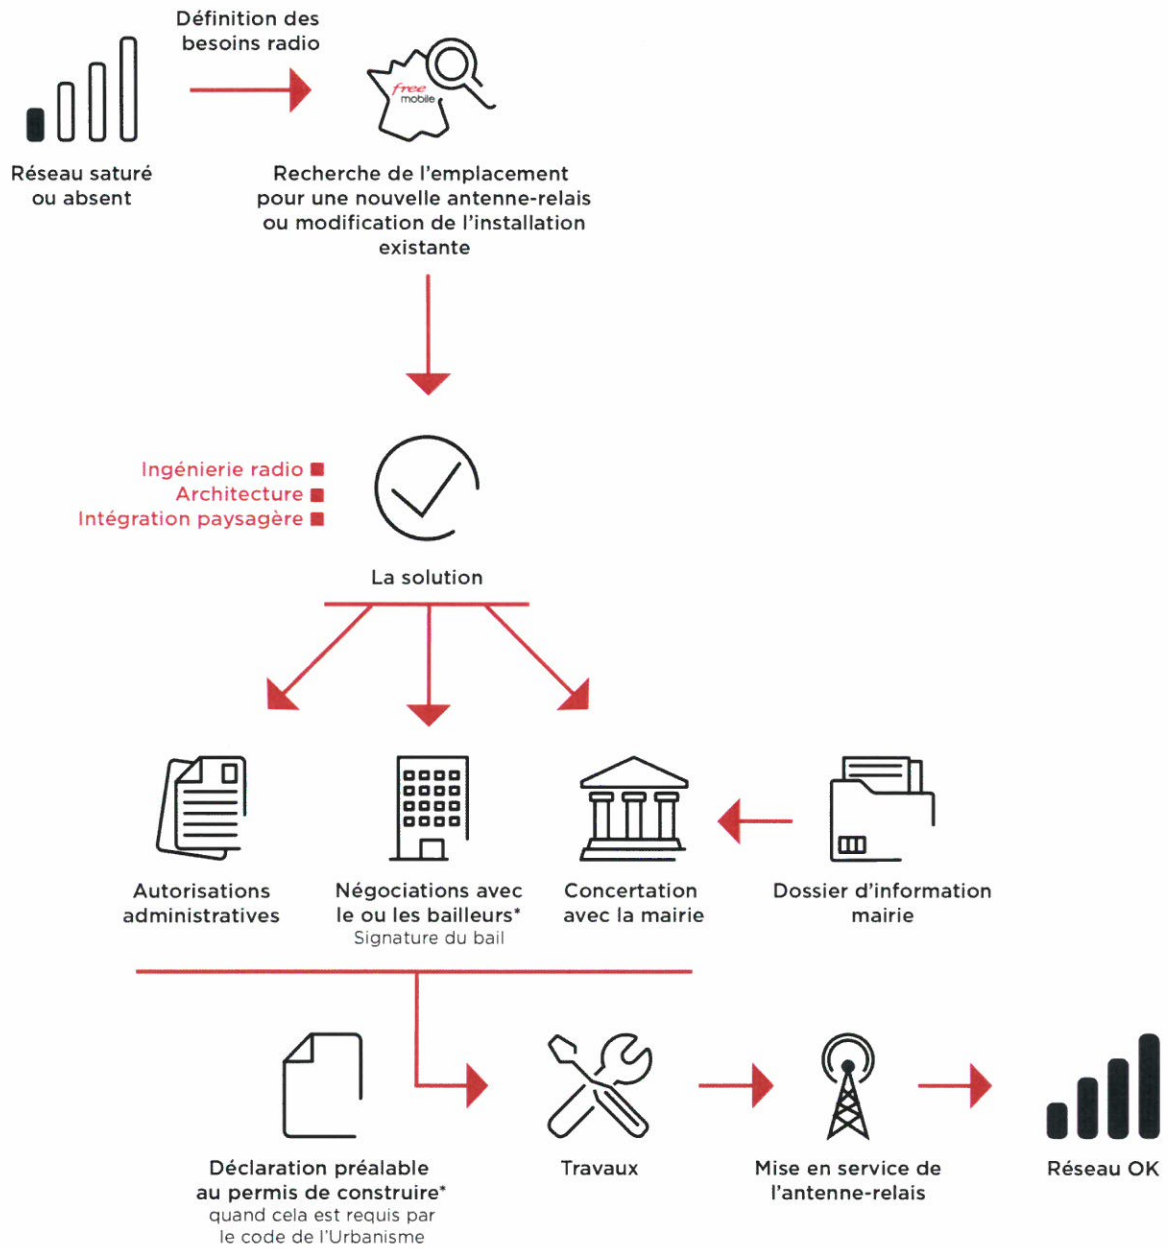 Définition des
besoins radio
free
mobile
Réseau saturé
ou absent
Recherche de l'emplacement
pour une nouvelle antenne-relais
ou modification de l'installation
existante
Ingénierie radio
Architecture
Intégration paysagère
La solution
Autorisations
administratives
Négociations avec
le ou les bailleurs*
Signature du bail
Concertation
avec la mairie
Dossier d'information
mairie
Déclaration préalable
au permis de construire*
quand cela est requis par
le code de l'Urbanisme
Travaux
Mise en service de
l'antenne-relais
Réseau OK